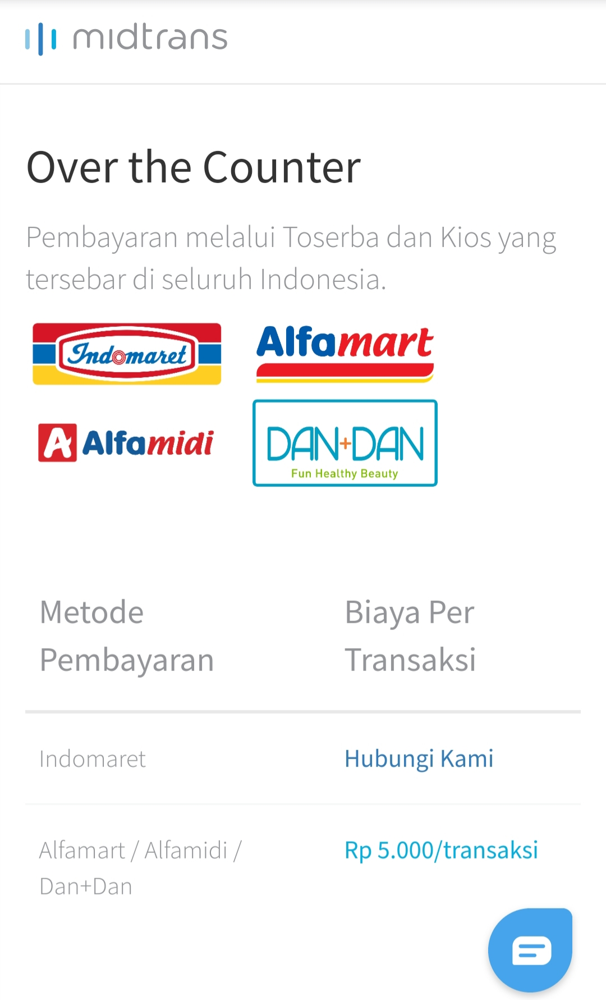 midtrans
Over the Counter
Pembayaran melalui Toserba dan Kios yang
tersebar di seluruh Indonesia.
Indomaret
Alfamart
A Alfamidi
DAN+DAN
Fun Healthy Beauty
Metode
Pembayaran
Biaya Per
Transaksi
Indomaret
Hubungi Kami
Alfamart / Alfamidi /
Dan+Dan
Rp 5.000/transaksi